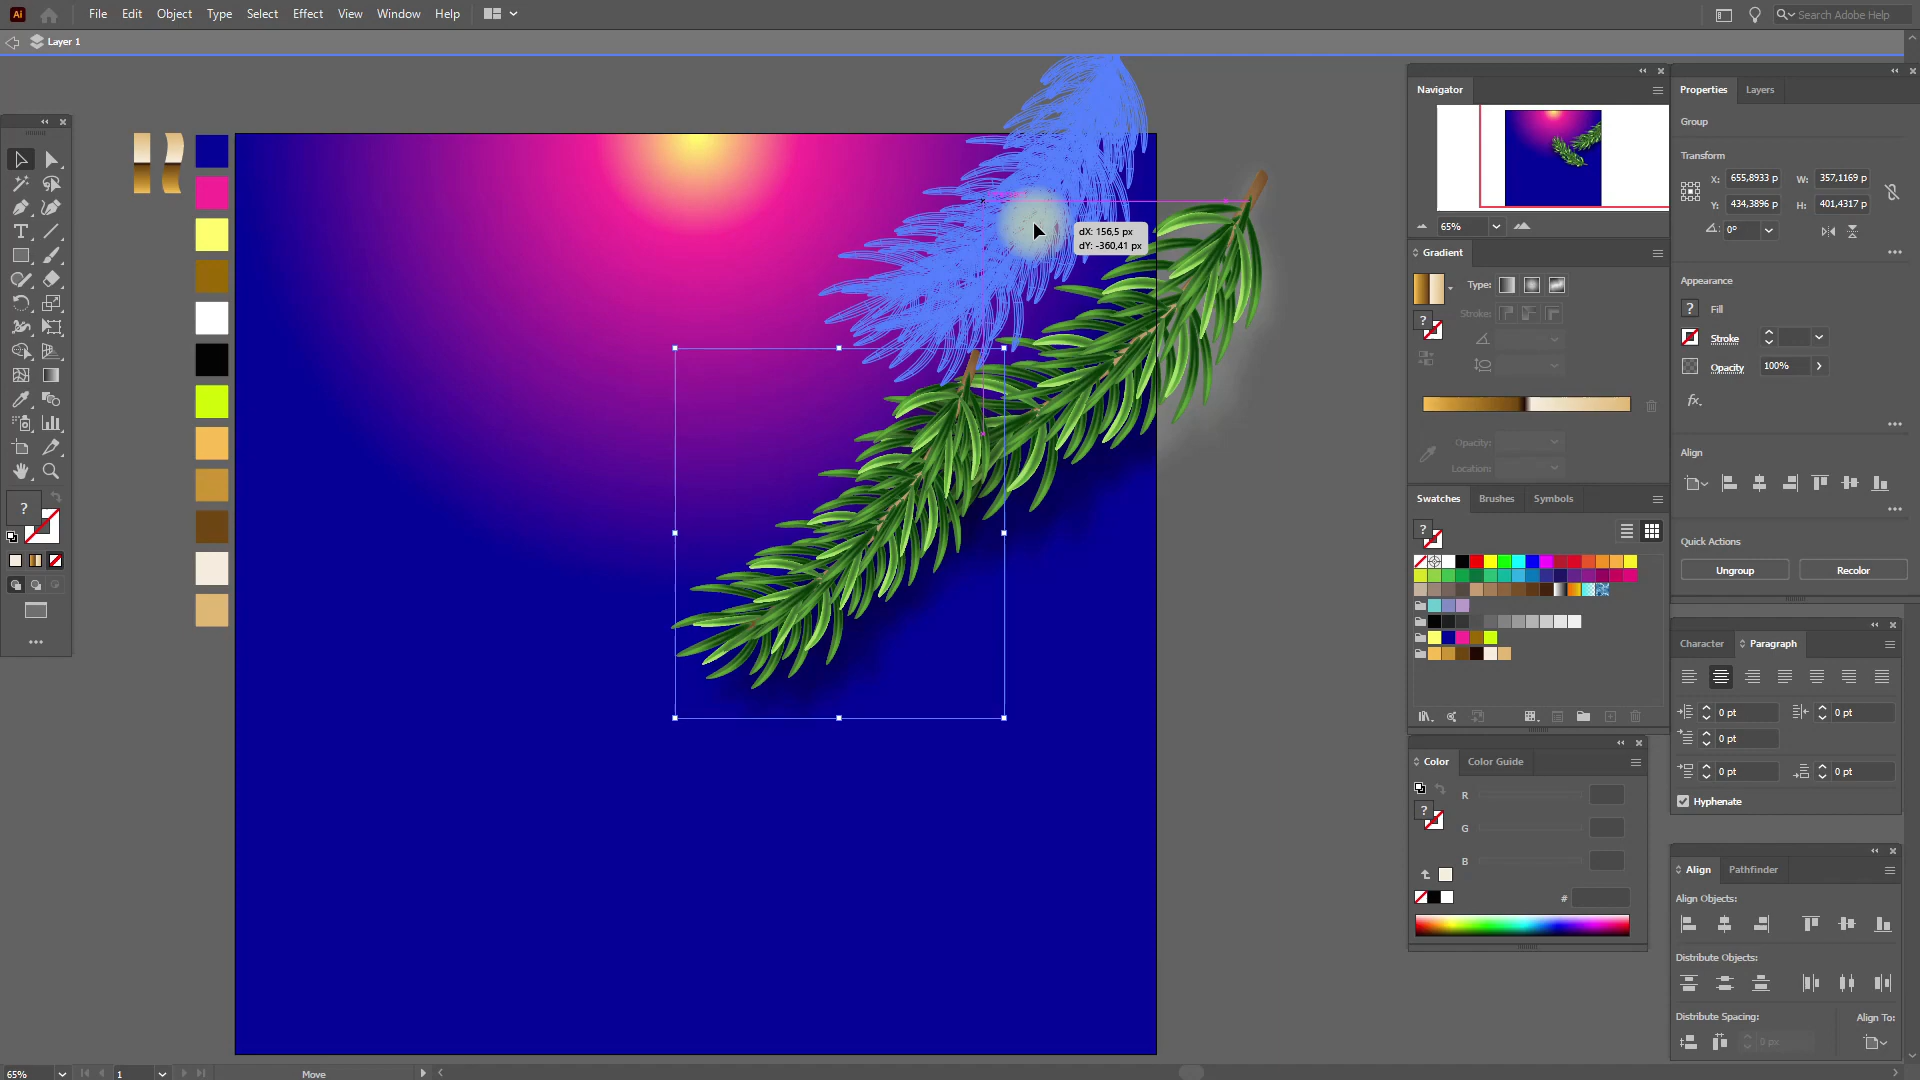 Ai
File Edit Object Type Select Effect View Window Help
Search Adobe Help
Layer 1
Navigator
65%
Properties Layers
Group
Transform
X: 655,8933 p W: 357,1169 p
Y: 434,3896 p H: 401,4317 p
0°
Appearance
? Fill
Stroke
Opacity 100%
fx.
Align
Quick Actions
Ungroup Recolor
Character Paragraph
0 pt 0 pt
0 pt
0 pt 0 pt
Hyphenate
Align Pathfinder
Align Objects:
Distribute Objects:
Distribute Spacing: Align To:
0 px
Gradient
Type:
Stroke:
?
Opacity:
Location:
Swatches Brushes Symbols
?
Color Color Guide
R
? G
B
#
dX: 156,5 px
dY: -360,41 px
?
65% 1 Move